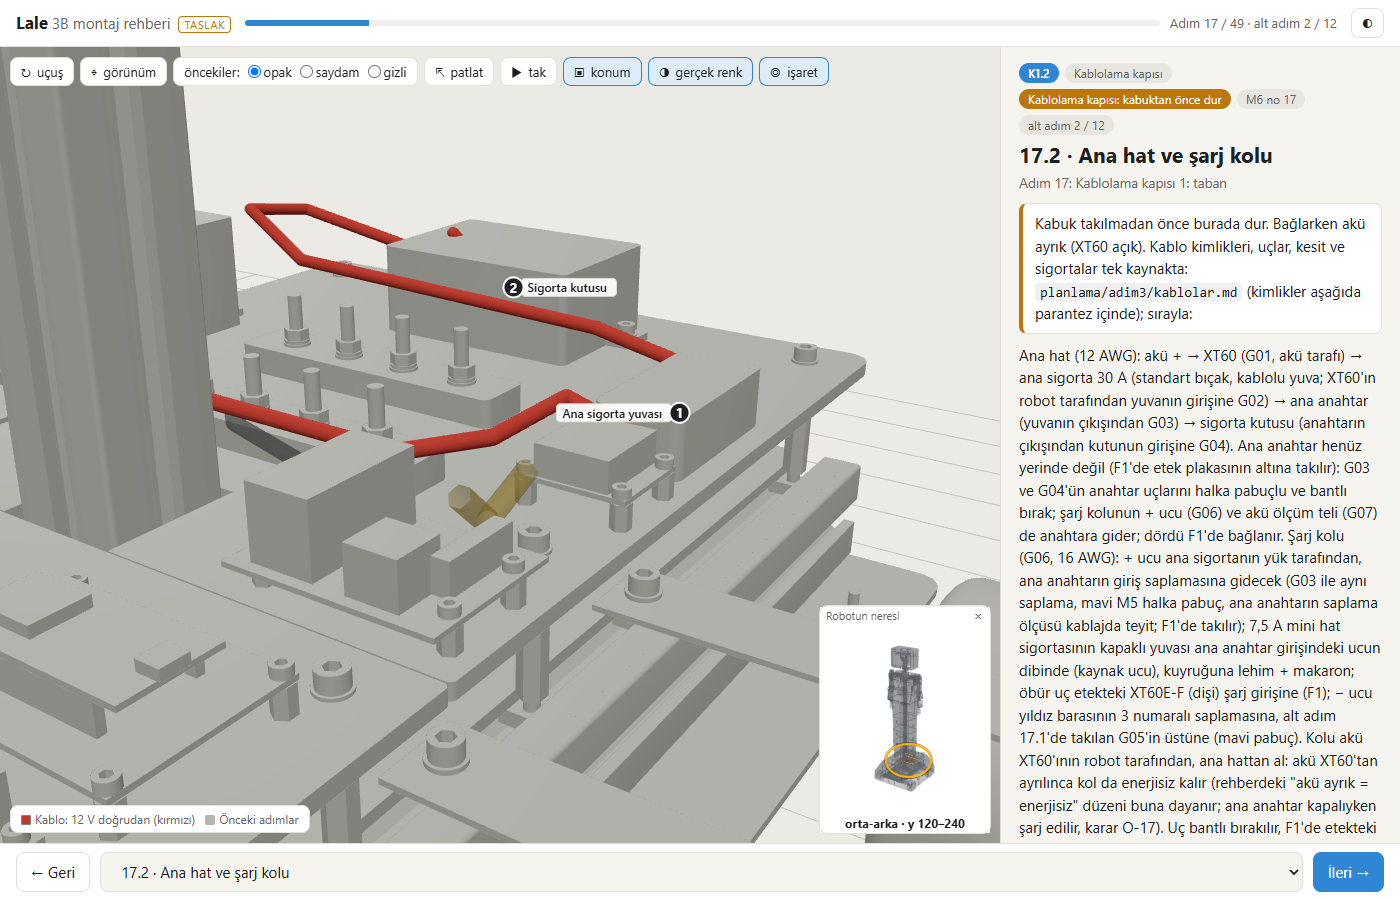 Lale 3B montaj rehberi TASLAK
Adım 17 / 49 · alt adım 2 / 12
↻ uçuş
⌖ görünüm
öncekiler: opak saydam gizli
⇱ patlat
▶ tak
▣ konum
◑ gerçek renk
◎ işaret
2 Sigorta kutusu
Ana sigorta yuvası 1
Kablo: 12 V doğrudan (kırmızı) Önceki adımlar
Robotun neresi ×
orta-arka · y 120–240
K1.2 Kablolama kapısı
Kablolama kapısı: kabuktan önce dur M6 no 17
alt adım 2 / 12
17.2 · Ana hat ve şarj kolu
Adım 17: Kablolama kapısı 1: taban
Kabuk takılmadan önce burada dur. Bağlarken akü
ayrık (XT60 açık). Kablo kimlikleri, uçlar, kesit ve
sigortalar tek kaynakta:
planlama/adim3/kablolar.md (kimlikler aşağıda
parantez içinde); sırayla:
Ana hat (12 AWG): akü + → XT60 (G01, akü tarafı) →
ana sigorta 30 A (standart bıçak, kablolu yuva; XT60'ın
robot tarafından yuvanın girişine G02) → ana anahtar
(yuvanın çıkışından G03) → sigorta kutusu (anahtarın
çıkışından kutunun girişine G04). Ana anahtar henüz
yerinde değil (F1'de etek plakasının altına takılır): G03
ve G04'ün anahtar uçlarını halka pabuçlu ve bantlı
bırak; şarj kolunun + ucu (G06) ve akü ölçüm teli (G07)
de anahtara gider; dördü F1'de bağlanır. Şarj kolu
(G06, 16 AWG): + ucu ana sigortanın yük tarafından,
ana anahtarın giriş saplamasına gidecek (G03 ile aynı
saplama, mavi M5 halka pabuç, ana anahtarın saplama
ölçüsü kablajda teyit; F1'de takılır); 7,5 A mini hat
sigortasının kapaklı yuvası ana anahtar girişindeki ucun
dibinde (kaynak ucu), kuyruğuna lehim + makaron;
öbür uç etekteki XT60E-F (dişi) şarj girişine (F1); − ucu
yıldız barasının 3 numaralı saplamasına, alt adım
17.1'de takılan G05'in üstüne (mavi pabuç). Kolu akü
XT60'ının robot tarafından, ana hattan al: akü XT60'tan
ayrılınca kol da enerjisiz kalır (rehberdeki "akü ayrık =
enerjisiz" düzeni buna dayanır; ana anahtar kapalıyken
şarj edilir, karar O-17). Uç bantlı bırakılır, F1'de etekteki
← Geri
17.2 · Ana hat ve şarj kolu
İleri →